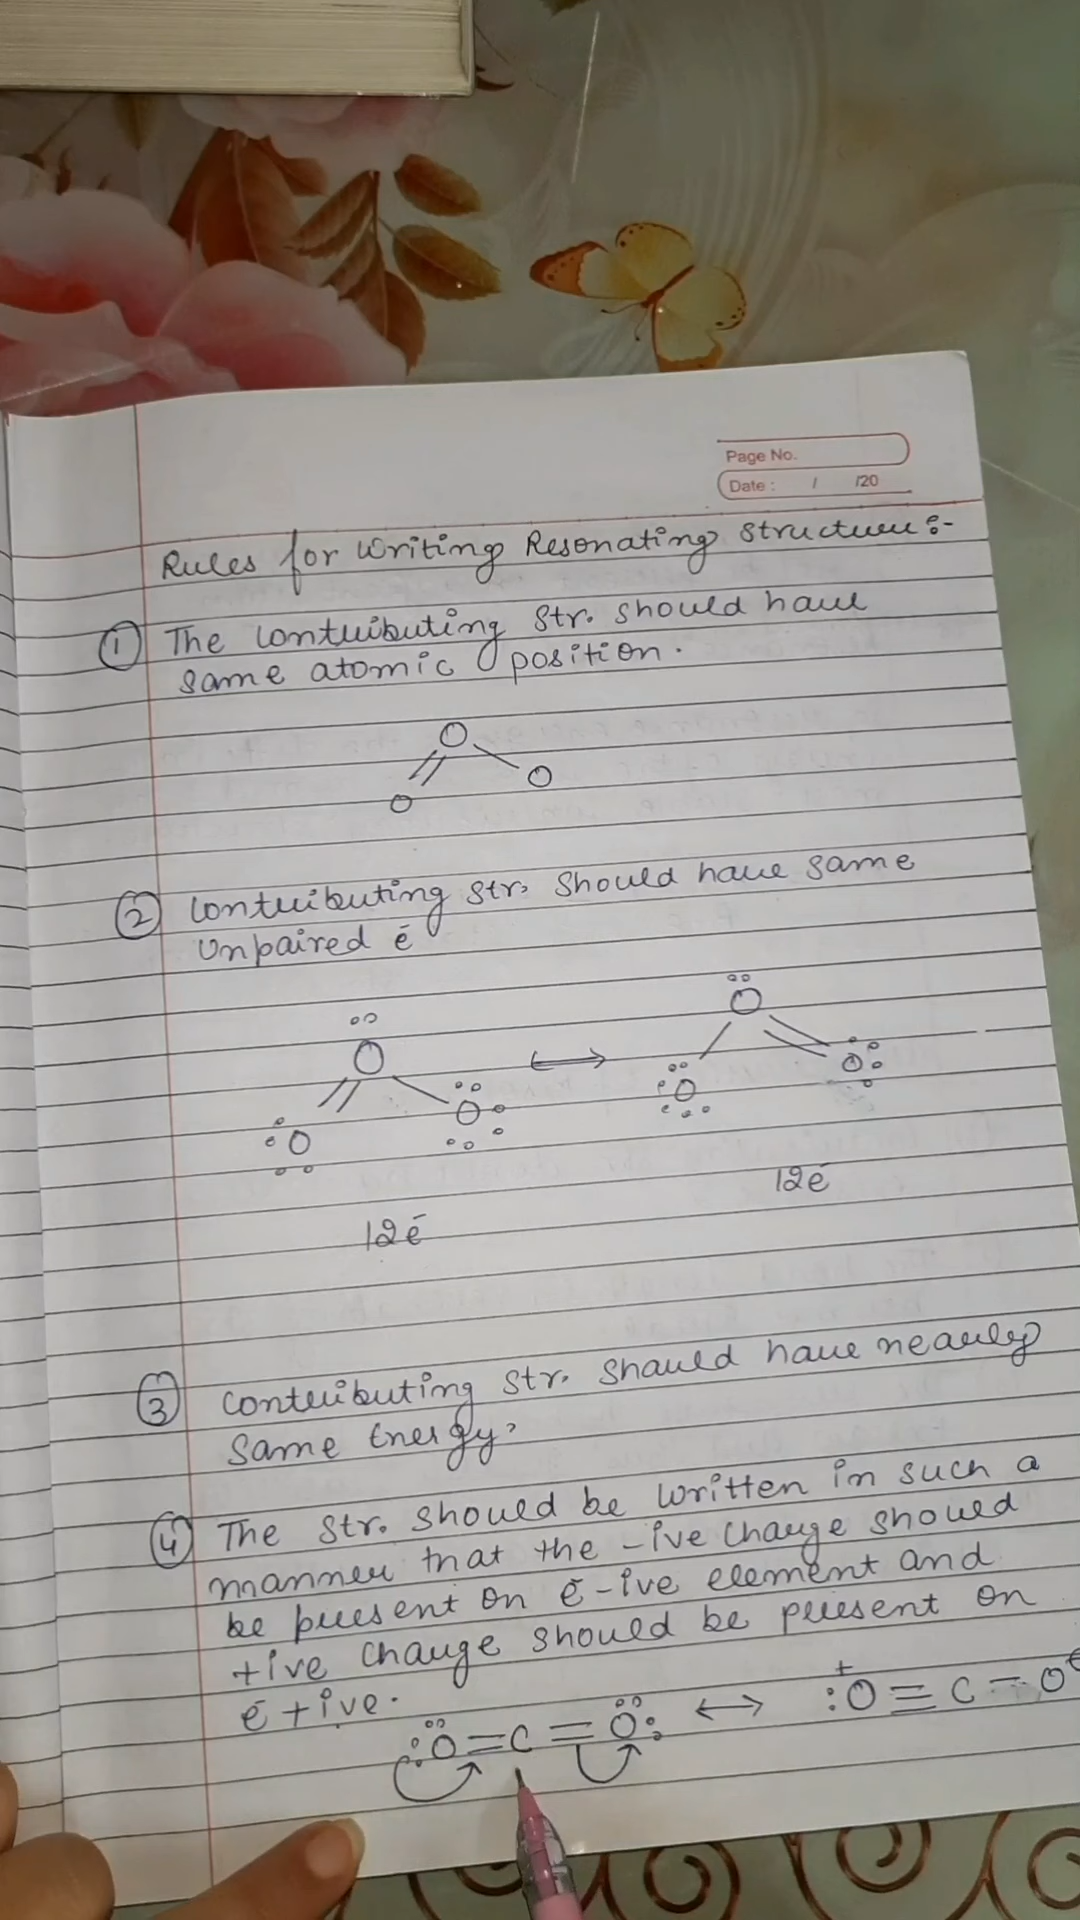 Page No.
Date : / /20
Rules for Writing Resonating Structure :-
① The Contributing Str. should have
same atomic position.
O
O O
② Contributing Str. should have same
Unpaired é
O ⟷ O
O O O O
12é 12é
③ Contributing Str. should have nearly
Same Energy.
④ The Str. should be written in such a
manner that the -ive charge should
be present on é-ive element and
+ive charge should be present on
é +ive.
:Ö=C=Ö: ⟷ :O⁺≡C-O⊖